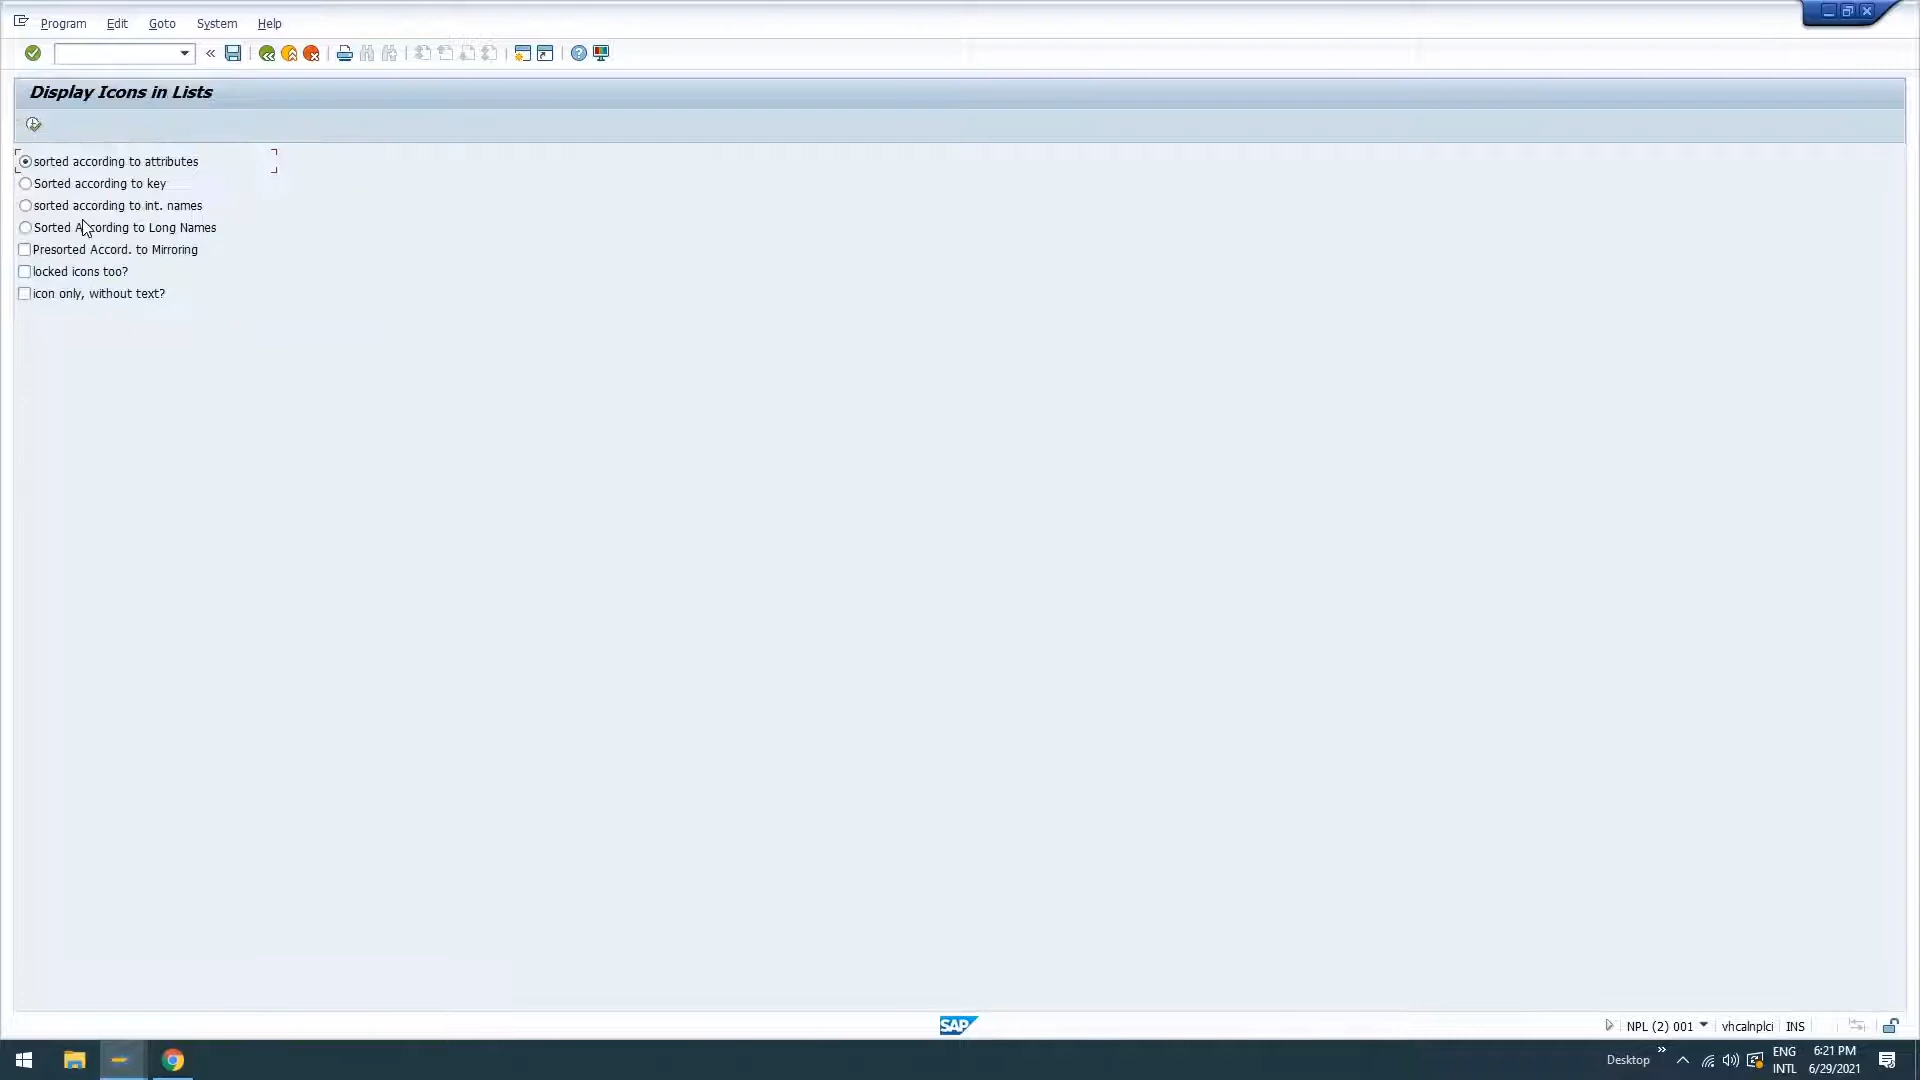 Program Edit Goto System Help
Display Icons in Lists
sorted according to attributes
Sorted according to key
sorted according to int. names
Sorted According to Long Names
Presorted Accord. to Mirroring
locked icons too?
icon only, without text?
SAP
NPL (2) 001 vhcalnplci INS
Desktop ENG 6:21 PM
INTL 6/29/2021